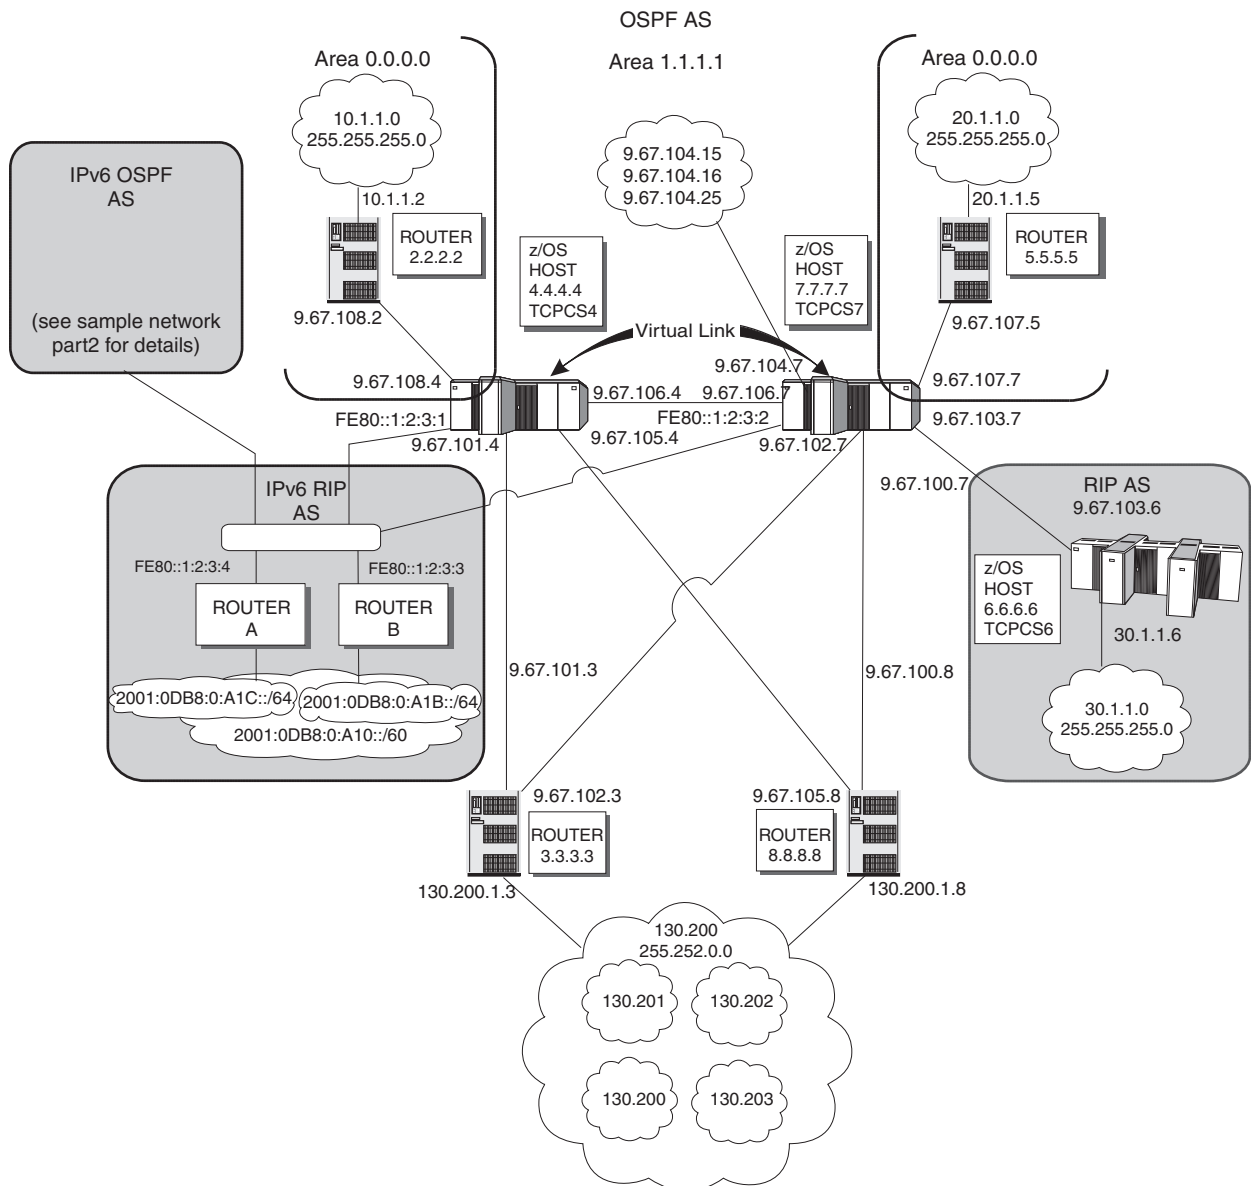 OSPF AS
Area 0.0.0.0
Area 1.1.1.1
Area 0.0.0.0
10.1.1.0
255.255.255.0
20.1.1.0
255.255.255.0
9.67.104.15
9.67.104.16
9.67.104.25
IPv6 OSPF
AS
(see sample network
part2 for details)
10.1.1.2
ROUTER
2.2.2.2
9.67.108.2
z/OS
HOST
4.4.4.4
TCPCS4
z/OS
HOST
7.7.7.7
TCPCS7
20.1.1.5
ROUTER
5.5.5.5
9.67.107.5
Virtual Link
9.67.108.4
9.67.106.4
9.67.104.7
9.67.106.7
9.67.107.7
FE80::1:2:3:1
9.67.101.4
9.67.105.4
FE80::1:2:3:2
9.67.102.7
9.67.103.7
9.67.100.7
IPv6 RIP
AS
FE80::1:2:3:4
FE80::1:2:3:3
ROUTER
A
ROUTER
B
2001:0DB8:0:A1C::/64
2001:0DB8:0:A1B::/64
2001:0DB8:0:A10::/60
RIP AS
9.67.103.6
z/OS
HOST
6.6.6.6
TCPCS6
30.1.1.6
30.1.1.0
255.255.255.0
9.67.101.3
9.67.100.8
9.67.102.3
9.67.105.8
ROUTER
3.3.3.3
ROUTER
8.8.8.8
130.200.1.3
130.200.1.8
130.200
255.252.0.0
130.201
130.202
130.200
130.203